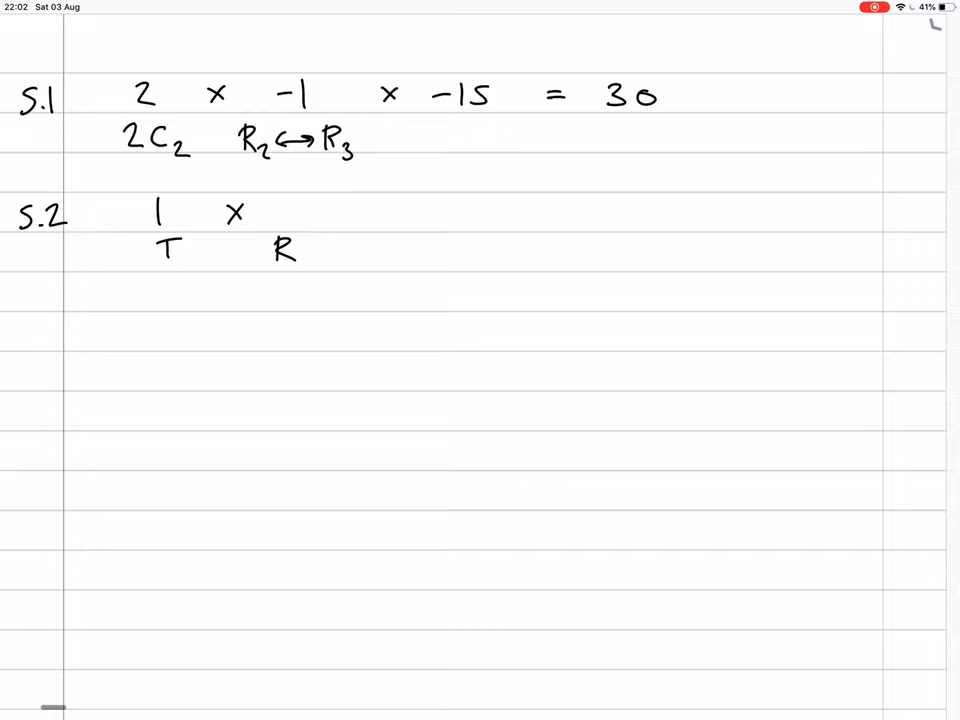 22:02 Sat 03 Aug 41%
5.1 2 × -1 × -15 = 30
2C₂ R₂↔R₃
5.2 1 ×
T R